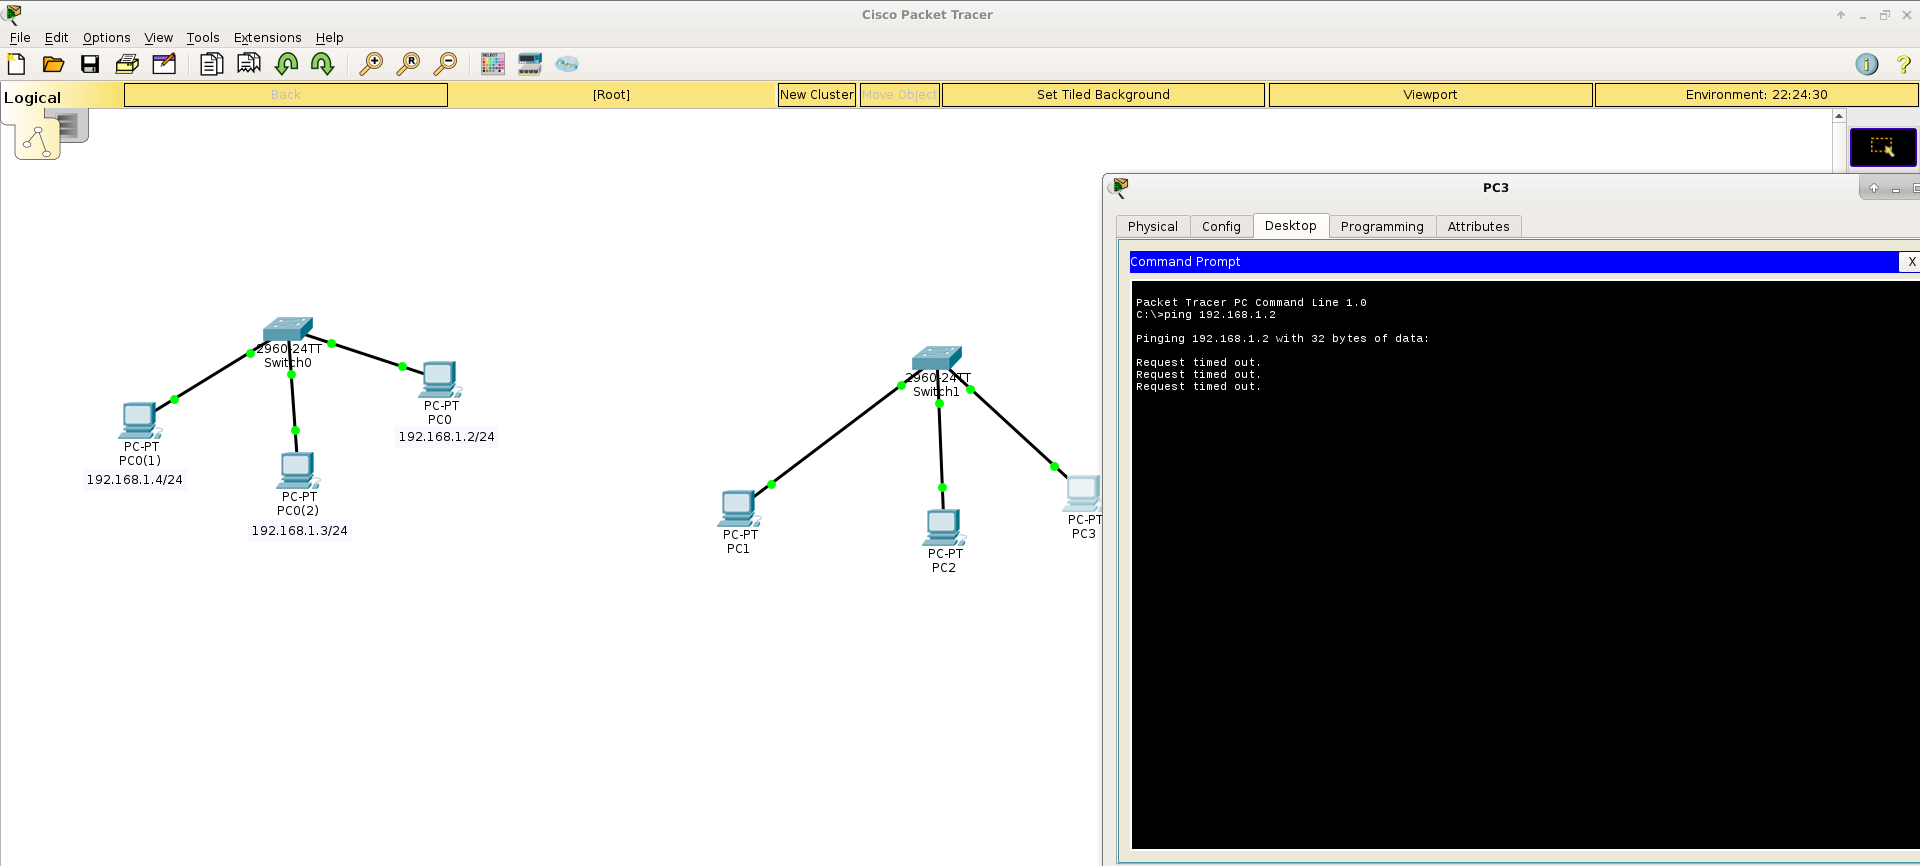 Cisco Packet Tracer
File Edit Options View Tools Extensions Help
Logical
Back
[Root]
New Cluster
Move Object
Set Tiled Background
Viewport
Environment: 22:24:30
2960-24TT
Switch0
PC-PT
PC0
192.168.1.2/24
PC-PT
PC0(1)
192.168.1.4/24
PC-PT
PC0(2)
192.168.1.3/24
2960-24TT
Switch1
PC-PT
PC1
PC-PT
PC2
PC-PT
PC3
PC3
Physical Config Desktop Programming Attributes
Command Prompt
X
Packet Tracer PC Command Line 1.0
C:\>ping 192.168.1.2
Pinging 192.168.1.2 with 32 bytes of data:
Request timed out.
Request timed out.
Request timed out.